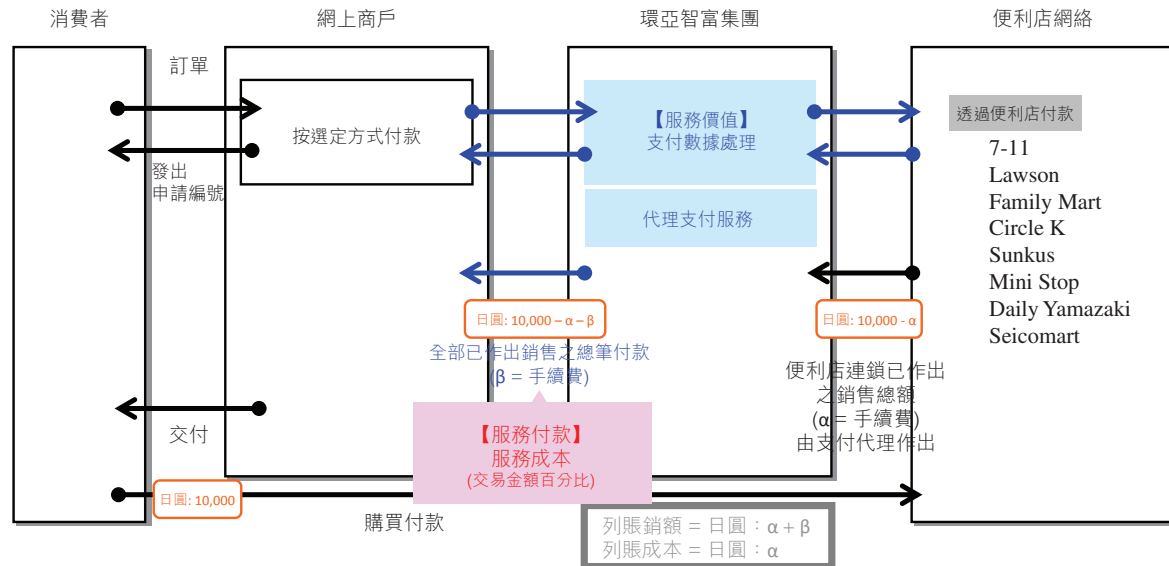 消費者
網上商戶
環亞智富集團
便利店網絡
訂單
按選定方式付款
發出
申請編號
【服務價值】
支付數據處理
代理支付服務
透過便利店付款
7-11
Lawson
Family Mart
Circle K
Sunkus
Mini Stop
Daily Yamazaki
Seicomart
日圓: 10,000 – α – β
日圓: 10,000 - α
全部已作出銷售之總筆付款
(β = 手續費)
便利店連鎖已作出
之銷售總額
(α = 手續費)
由支付代理作出
交付
【服務付款】
服務成本
(交易金額百分比)
日圓: 10,000
購買付款
列賬銷額 = 日圓：α + β
列賬成本 = 日圓：α